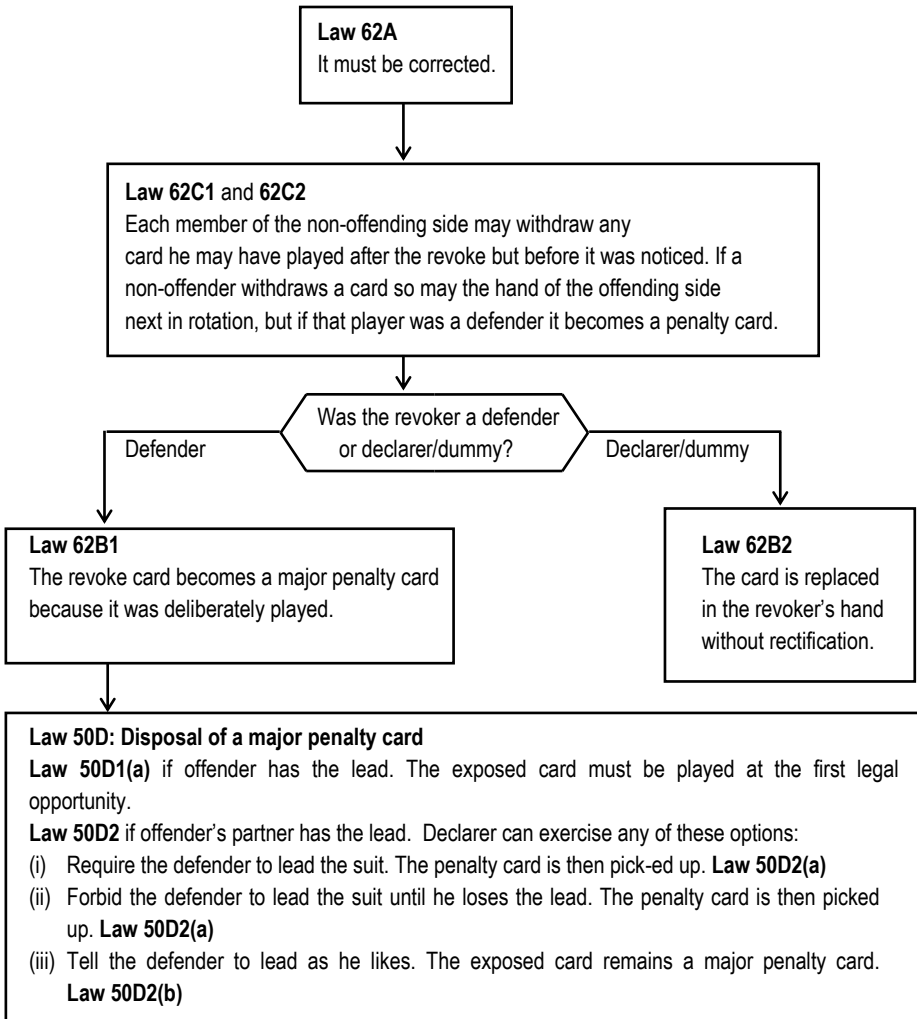 Law 62A
It must be corrected.
Law 62C1 and 62C2
Each member of the non-offending side may withdraw any
card he may have played after the revoke but before it was noticed. If a
non-offender withdraws a card so may the hand of the offending side
next in rotation, but if that player was a defender it becomes a penalty card.
Was the revoker a defender
or declarer/dummy?
Defender
Declarer/dummy
Law 62B1
The revoke card becomes a major penalty card
because it was deliberately played.
Law 62B2
The card is replaced
in the revoker's hand
without rectification.
Law 50D: Disposal of a major penalty card
Law 50D1(a) if offender has the lead. The exposed card must be played at the first legal
opportunity.
Law 50D2 if offender's partner has the lead. Declarer can exercise any of these options:
(i) Require the defender to lead the suit. The penalty card is then pick-ed up. Law 50D2(a)
(ii) Forbid the defender to lead the suit until he loses the lead. The penalty card is then picked
up. Law 50D2(a)
(iii) Tell the defender to lead as he likes. The exposed card remains a major penalty card.
Law 50D2(b)